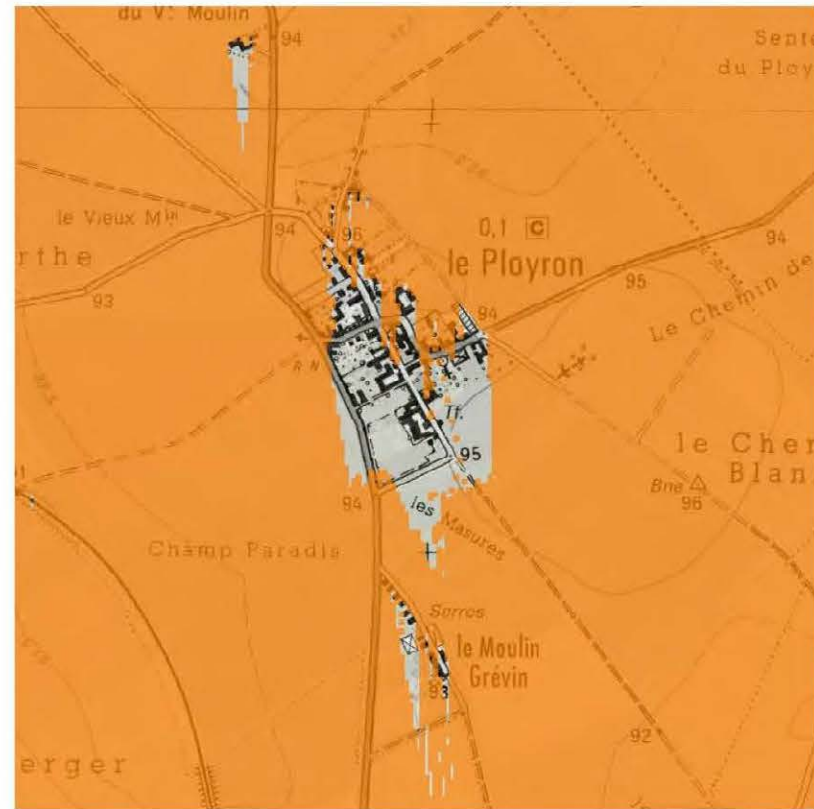 du Vx Moulin
94
Sente
du Ploy
le Vieux Mlin
94
96
0,1 C
94
rthe
le Ployron
95
93
94
Le Chemin de
R N
Tf.
le Cher
Blan
95
Bne
96
94
les Masures
Champ Paradis
Serres
le Moulin
Grévin
93
92
erger